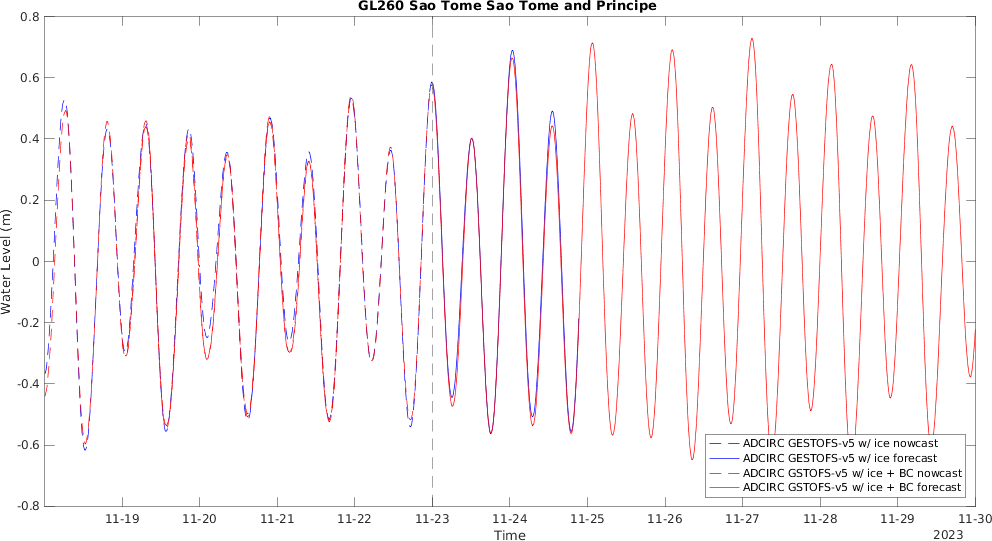 GL260 Sao Tome Sao Tome and Principe
0.8
0.6
0.4
0.2
0
-0.2
-0.4
-0.6
-0.8
Water Level (m)
ADCIRC GESTOFS-v5 w/ ice nowcast
ADCIRC GESTOFS-v5 w/ ice forecast
ADCIRC GSTOFS-v5 w/ ice + BC nowcast
ADCIRC GSTOFS-v5 w/ ice + BC forecast
11-19 11-20 11-21 11-22 11-23 11-24 11-25 11-26 11-27 11-28 11-29 11-30
Time
2023